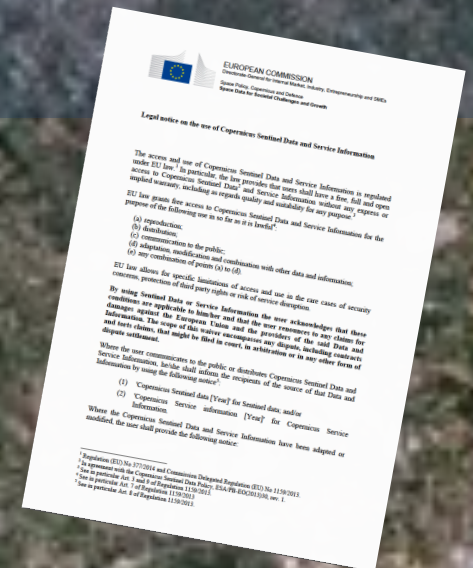 EUROPEAN COMMISSION
Directorate-General for Internal Market, Industry, Entrepreneurship and SMEs
Space Policy, Copernicus and Defence
Space Data for Societal Challenges and Growth
Legal notice on the use of Copernicus Sentinel Data and Service Information
The access and use of Copernicus Sentinel Data and Service Information is regulated
under EU law.1 In particular, the law provides that users shall have a free, full and open
access to Copernicus Sentinel Data2 and Service Information without any express or
implied warranty, including as regards quality and suitability for any purpose.3
EU law grants free access to Copernicus Sentinel Data and Service Information for the
purpose of the following use in so far as it is lawful4:
(a) reproduction;
(b) distribution;
(c) communication to the public;
(d) adaptation, modification and combination with other data and information;
(e) any combination of points (a) to (d).
EU law allows for specific limitations of access and use in the rare cases of security
concerns, protection of third party rights or risk of service disruption.
By using Sentinel Data or Service Information the user acknowledges that these
conditions are applicable to him/her and that the user renounces to any claims for
damages against the European Union and the providers of the said Data and
Information. The scope of this waiver encompasses any dispute, including contracts
and torts claims, that might be filed in court, in arbitration or in any other form of
dispute settlement.
Where the user communicates to the public or distributes Copernicus Sentinel Data and
Service Information, he/she shall inform the recipients of the source of that Data and
Information by using the following notice5:
(1) 'Copernicus Sentinel data [Year]' for Sentinel data; and/or
(2) 'Copernicus Service information [Year]' for Copernicus Service
Information.
Where the Copernicus Sentinel Data and Service Information have been adapted or
modified, the user shall provide the following notice:
1 Regulation (EU) No 377/2014 and Commission Delegated Regulation (EU) No 1159/2013.
2 In agreement with the Copernicus Sentinel Data Policy, ESA/PB-EO(2013)30, rev. 1.
3 See in particular Art. 3 and 9 of Regulation 1159/2013.
4 See in particular Art. 7 of Regulation 1159/2013
5 See in particular Art. 8 of Regulation 1159/2013.